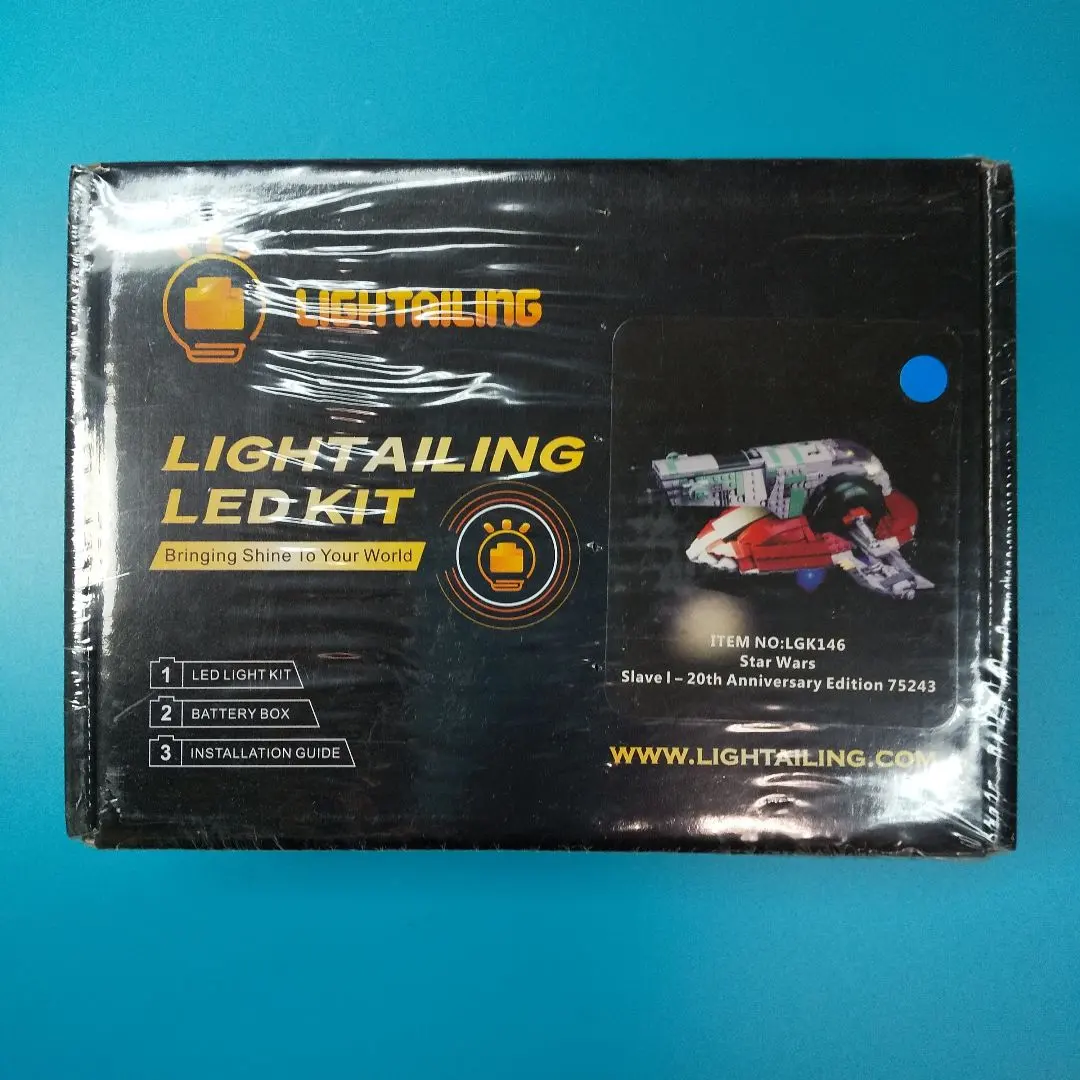 LIGHTAILING
LIGHTAILING
LED KIT
Bringing Shine To Your World
1 LED LIGHT KIT
2 BATTERY BOX
3 INSTALLATION GUIDE
ITEM NO:LGK146
Star Wars
Slave I – 20th Anniversary Edition 75243
WWW.LIGHTAILING.COM